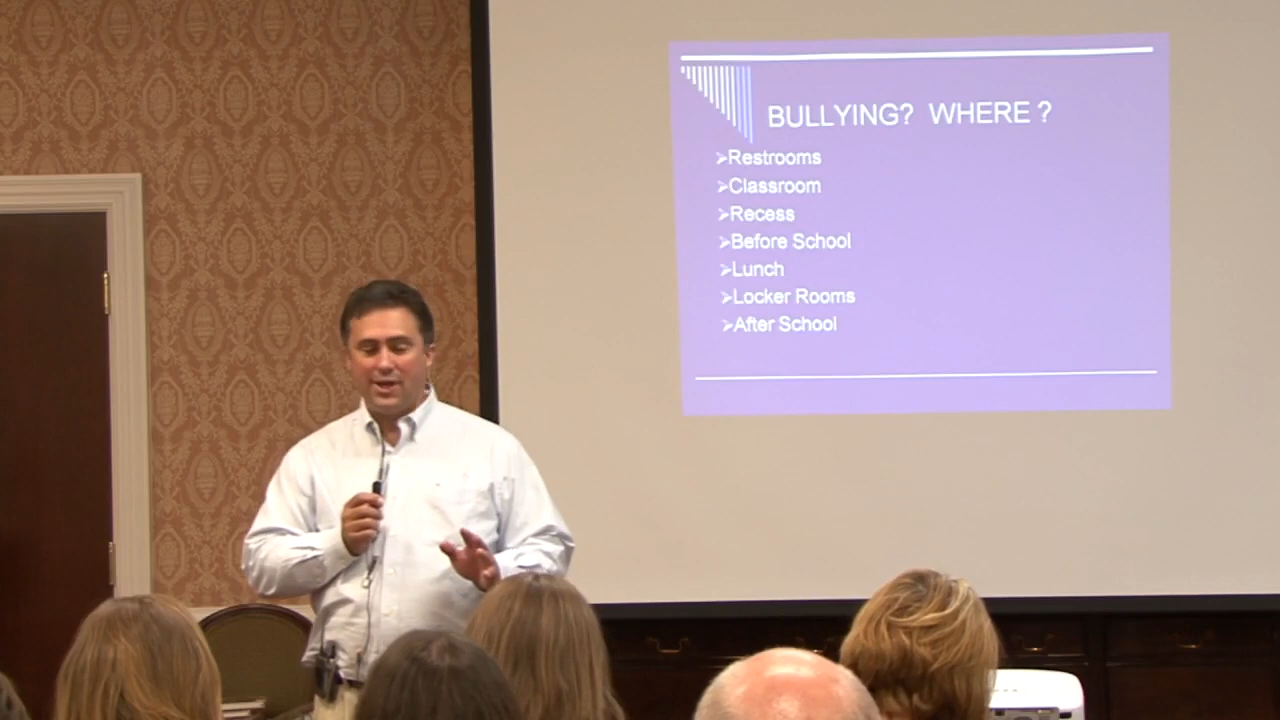 BULLYING? WHERE ?
➢Restrooms
➢Classroom
➢Recess
➢Before School
➢Lunch
➢Locker Rooms
➢After School